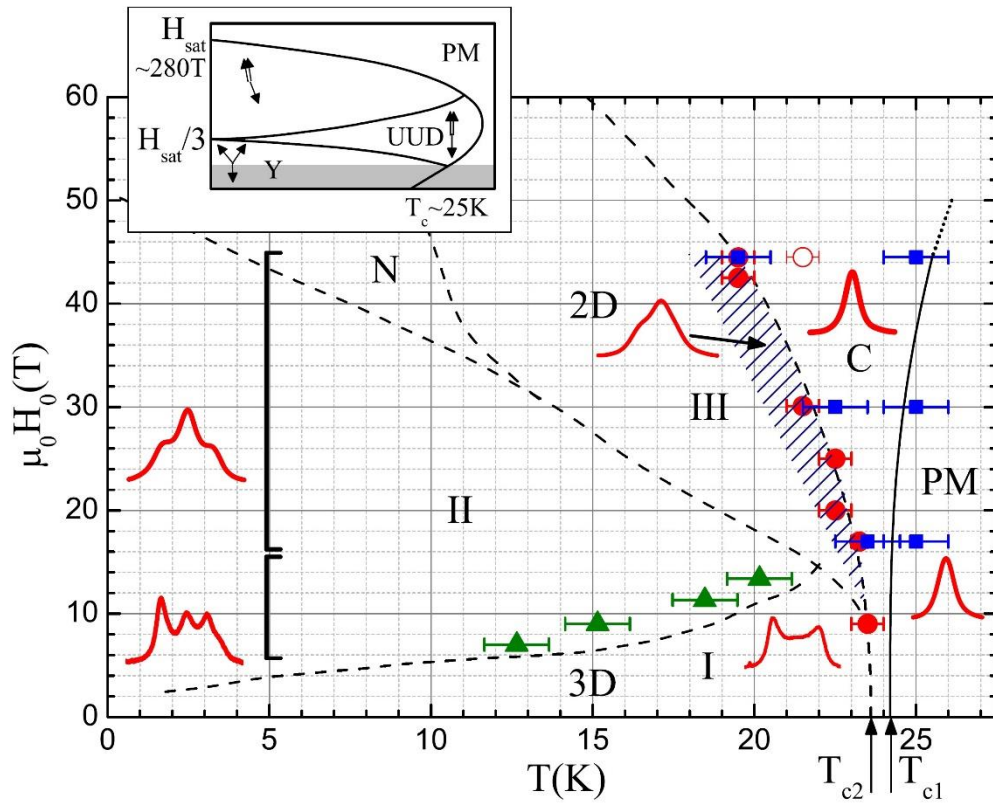 H_sat
~280T
PM
H_sat/3
UUD
Y
T_c~25K
60
50
40
30
20
10
0
μ_0H_0(T)
N
2D
C
III
II
PM
I
3D
0
5
10
15
20
25
T(K)
T_c2
T_c1